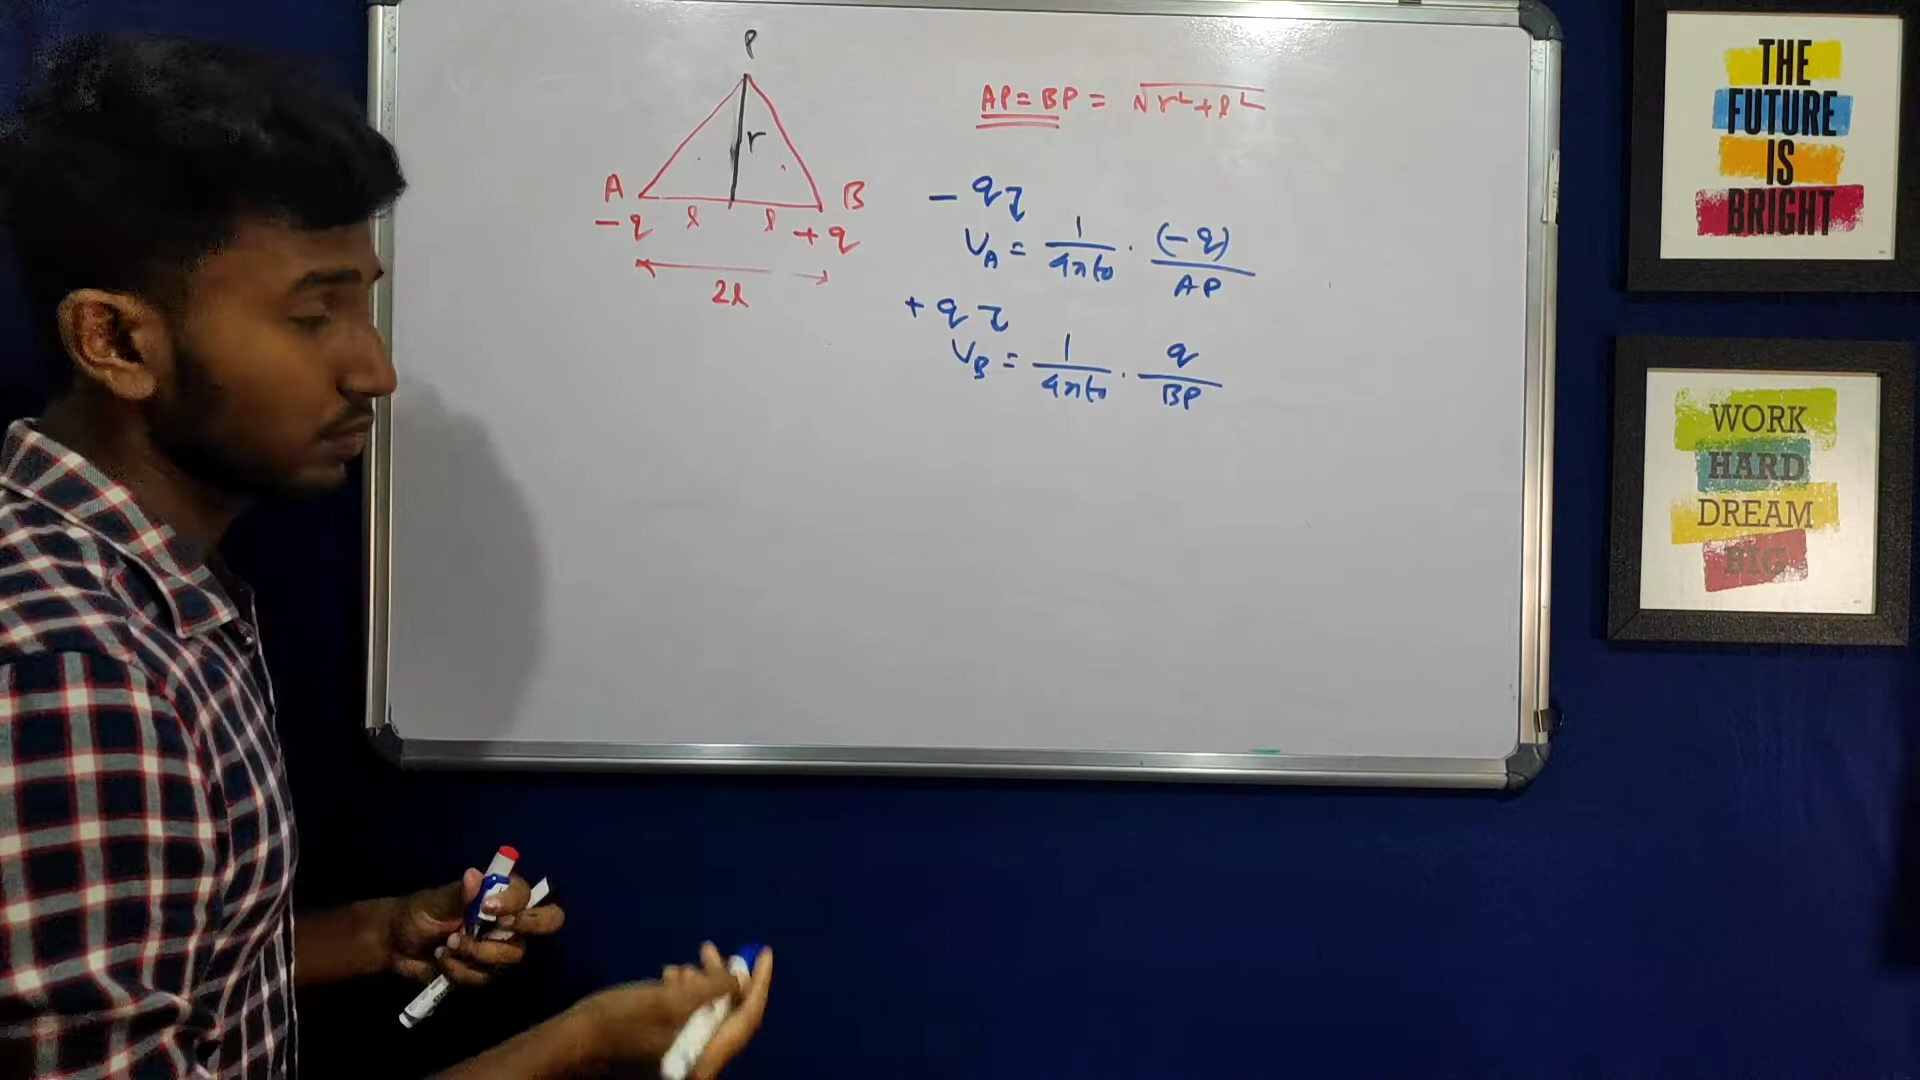 P
r
A
B
−q
l
l
+q
2l
AP = BP = √r²+l²
−q ζ
V_A = 1/4πε₀ · (−q)/AP
+q ζ
V_B = 1/4πε₀ · q/BP
THE
FUTURE
IS
BRIGHT
WORK
HARD
DREAM
BIG